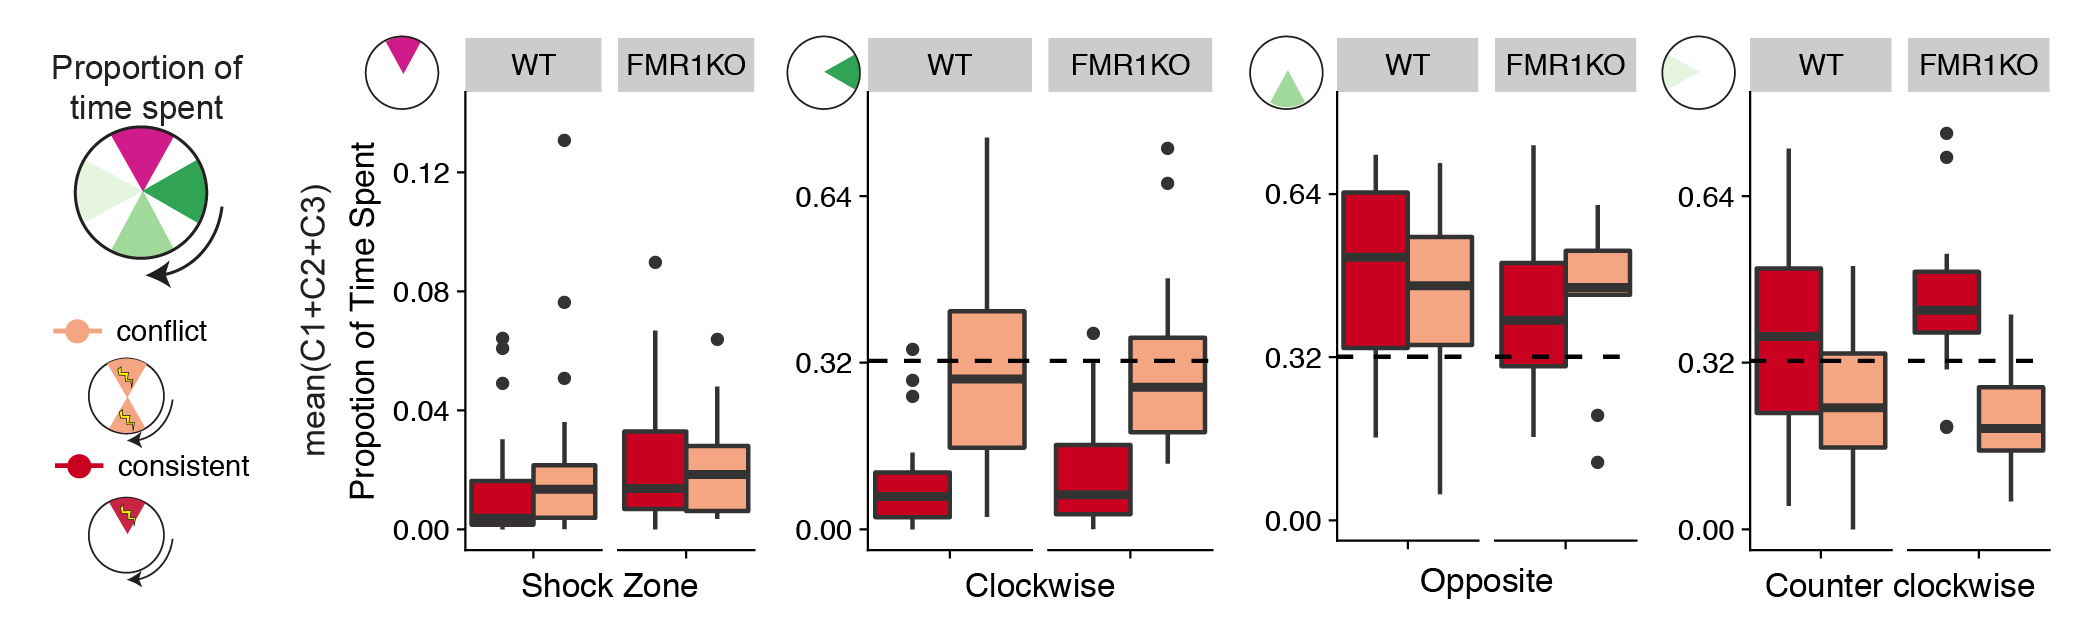 Proportion of
time spent
conflict
consistent
mean(C1+C2+C3)
Propotion of Time Spent
WT
FMR1KO
0.12
0.08
0.04
0.00
Shock Zone
WT
FMR1KO
0.64
0.32
0.00
Clockwise
WT
FMR1KO
0.64
0.32
0.00
Opposite
WT
FMR1KO
0.64
0.32
0.00
Counter clockwise